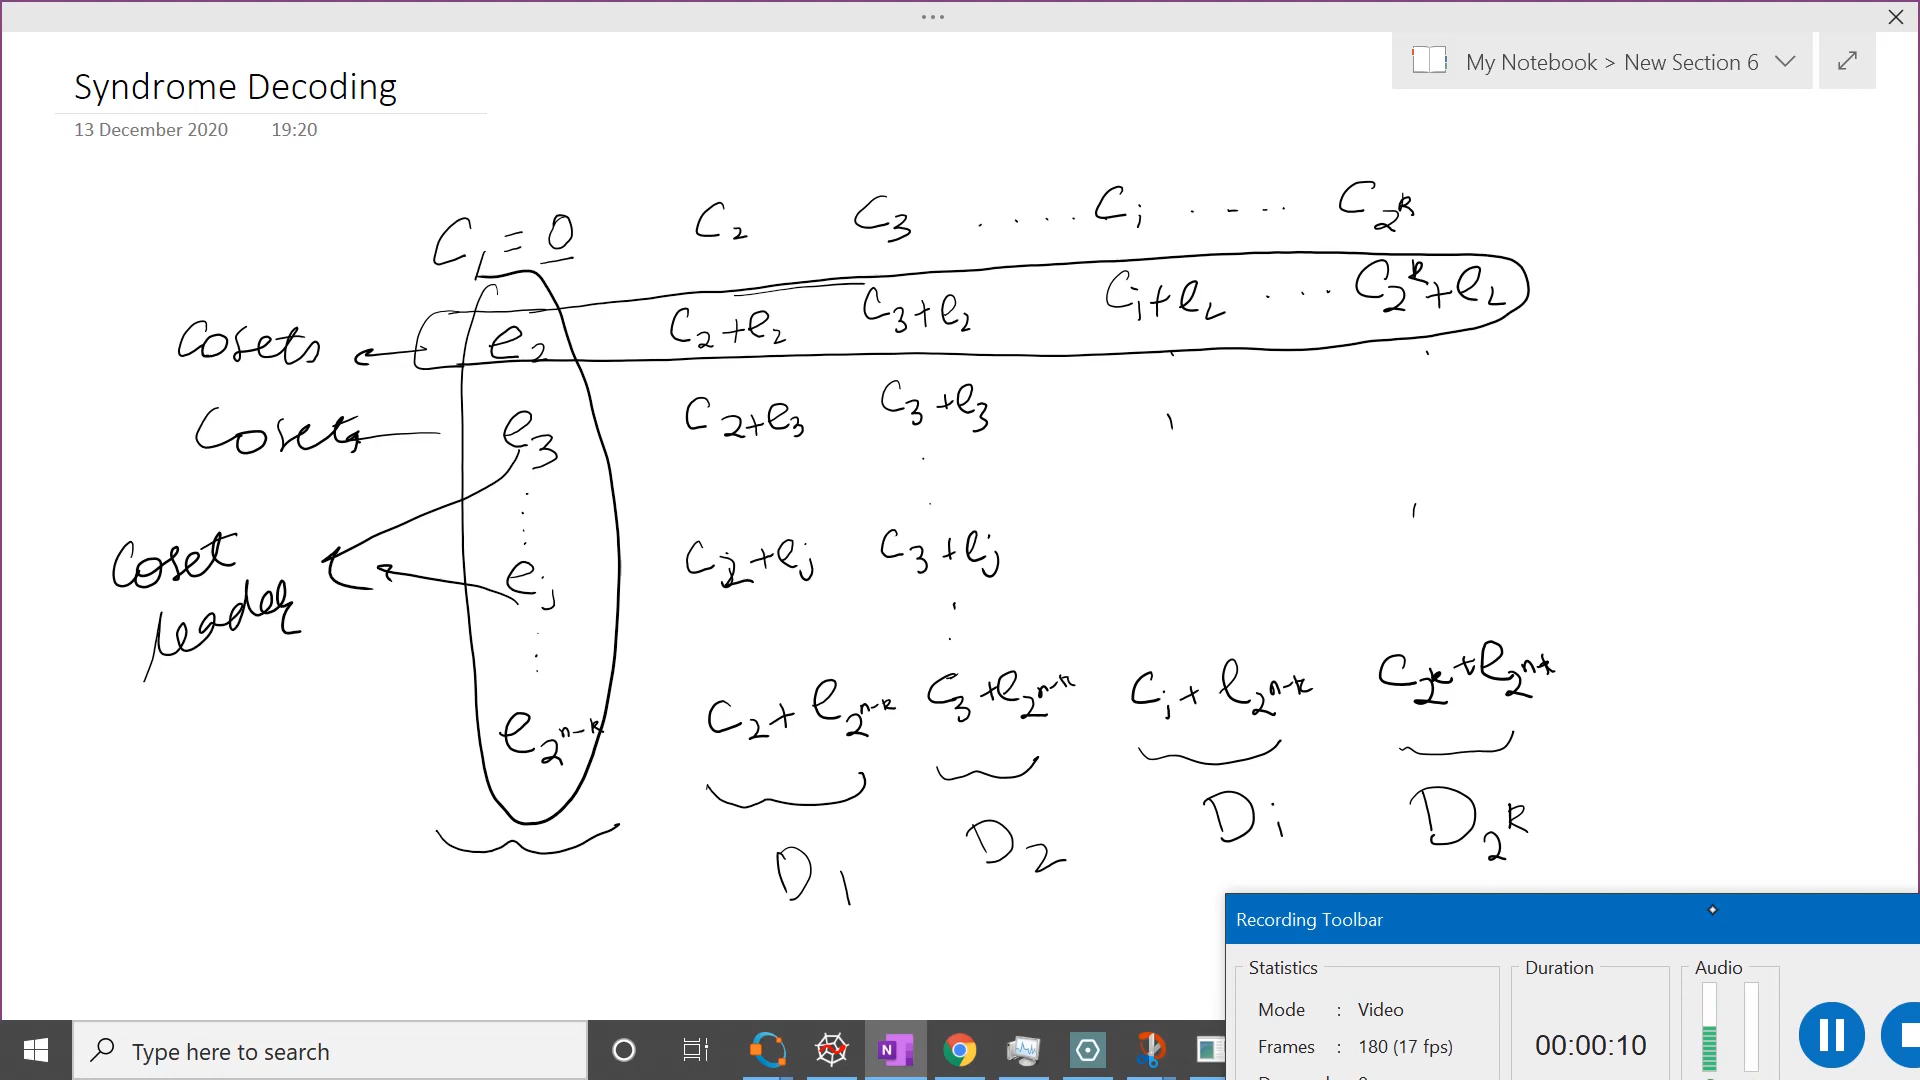 My Notebook > New Section 6
Syndrome Decoding
13 December 2020 19:20
C₁ = 0 C₂ C₃ .... Cᵢ . - - .. C₂ᵏ
Cosets e₂ C₂+e₂ C₃+e₂ Cᵢ+e₂ ... C₂ᵏ+e₂
Cosets e₃ C₂+e₃ C₃+e₃
Coset leader eⱼ C₂+eⱼ C₃+eⱼ
e₂ⁿ⁻ᵏ C₂+e₂ⁿ⁻ᵏ C₃+e₂ⁿ⁻ᵏ Cᵢ+e₂ⁿ⁻ᵏ C₂ᵏ+e₂ⁿ⁻ᵏ
D₁ D₂ Dᵢ D₂ᵏ
Recording Toolbar
Statistics Duration Audio
Mode : Video
Frames : 180 (17 fps) 00:00:10
Type here to search